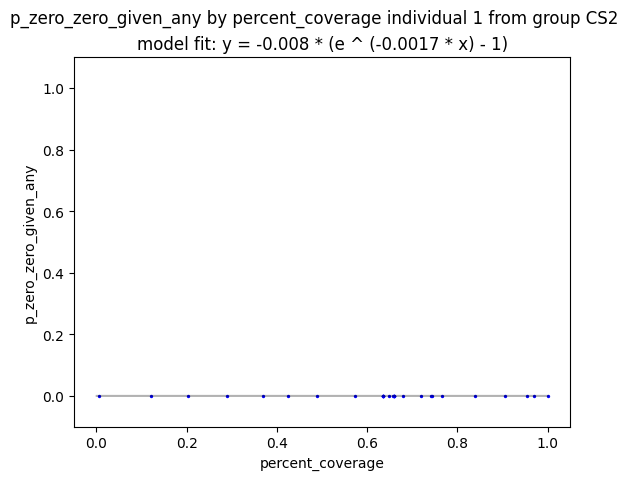 p_zero_zero_given_any by percent_coverage individual 1 from group CS2
model fit: y = -0.008 * (e ^ (-0.0017 * x) - 1)
1.0
0.8
0.6
0.4
0.2
0.0
p_zero_zero_given_any
0.0 0.2 0.4 0.6 0.8 1.0
percent_coverage